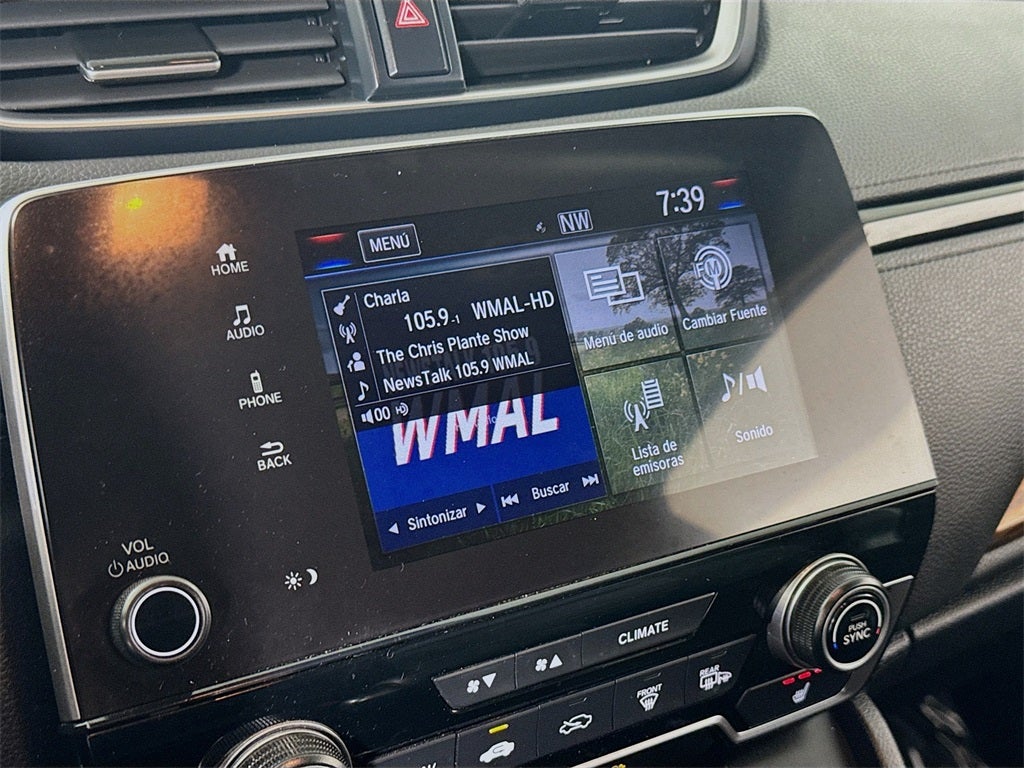 7:39
MENÚ
NW
HOME
AUDIO
PHONE
BACK
Charla
105.9-1 WMAL-HD
The Chris Plante Show
NewsTalk 105.9 WMAL
00 HD
WMAL
Sintonizar
Buscar
Menú de audio
FM
Cambiar Fuente
Lista de
emisoras
Sonido
VOL
AUDIO
CLIMATE
PUSH
SYNC
FRONT
REAR